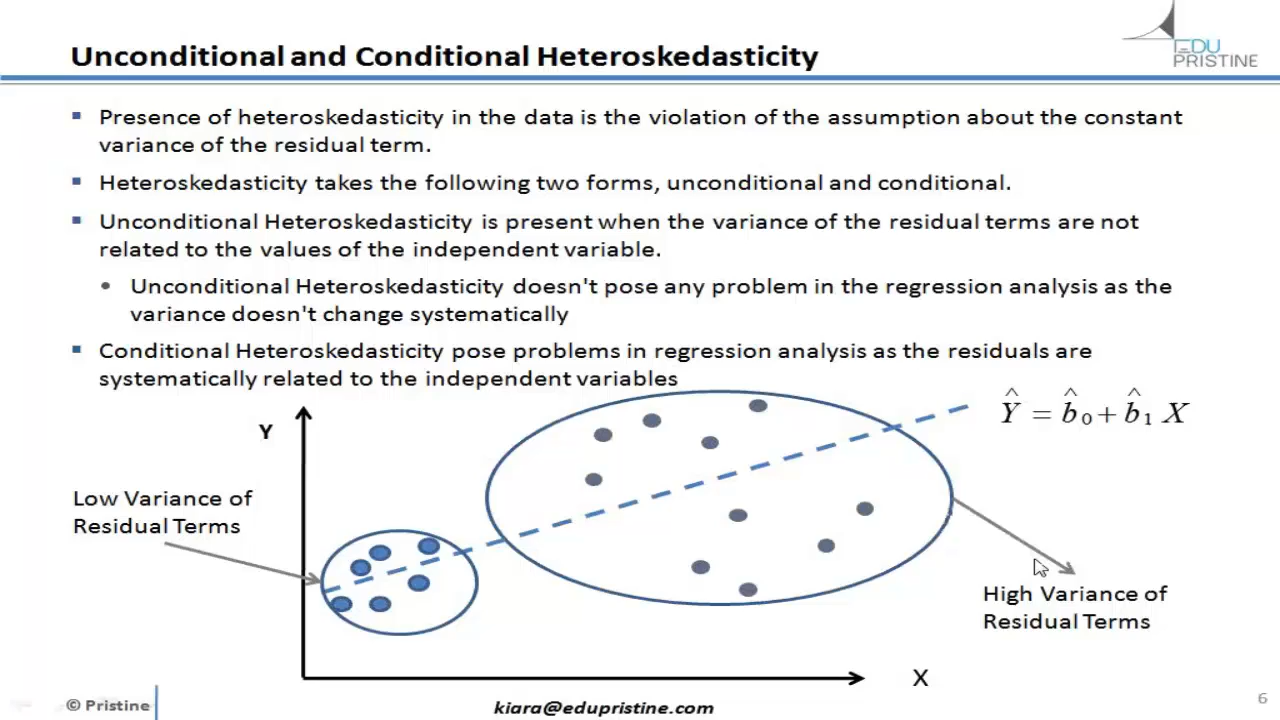 Unconditional and Conditional Heteroskedasticity
EDU
PRISTINE
▪ Presence of heteroskedasticity in the data is the violation of the assumption about the constant
variance of the residual term.
▪ Heteroskedasticity takes the following two forms, unconditional and conditional.
▪ Unconditional Heteroskedasticity is present when the variance of the residual terms are not
related to the values of the independent variable.
• Unconditional Heteroskedasticity doesn't pose any problem in the regression analysis as the
variance doesn't change systematically
▪ Conditional Heteroskedasticity pose problems in regression analysis as the residuals are
systematically related to the independent variables
Ŷ = b̂₀ + b̂₁ X
Y
Low Variance of
Residual Terms
High Variance of
Residual Terms
X
© Pristine
kiara@edupristine.com
6